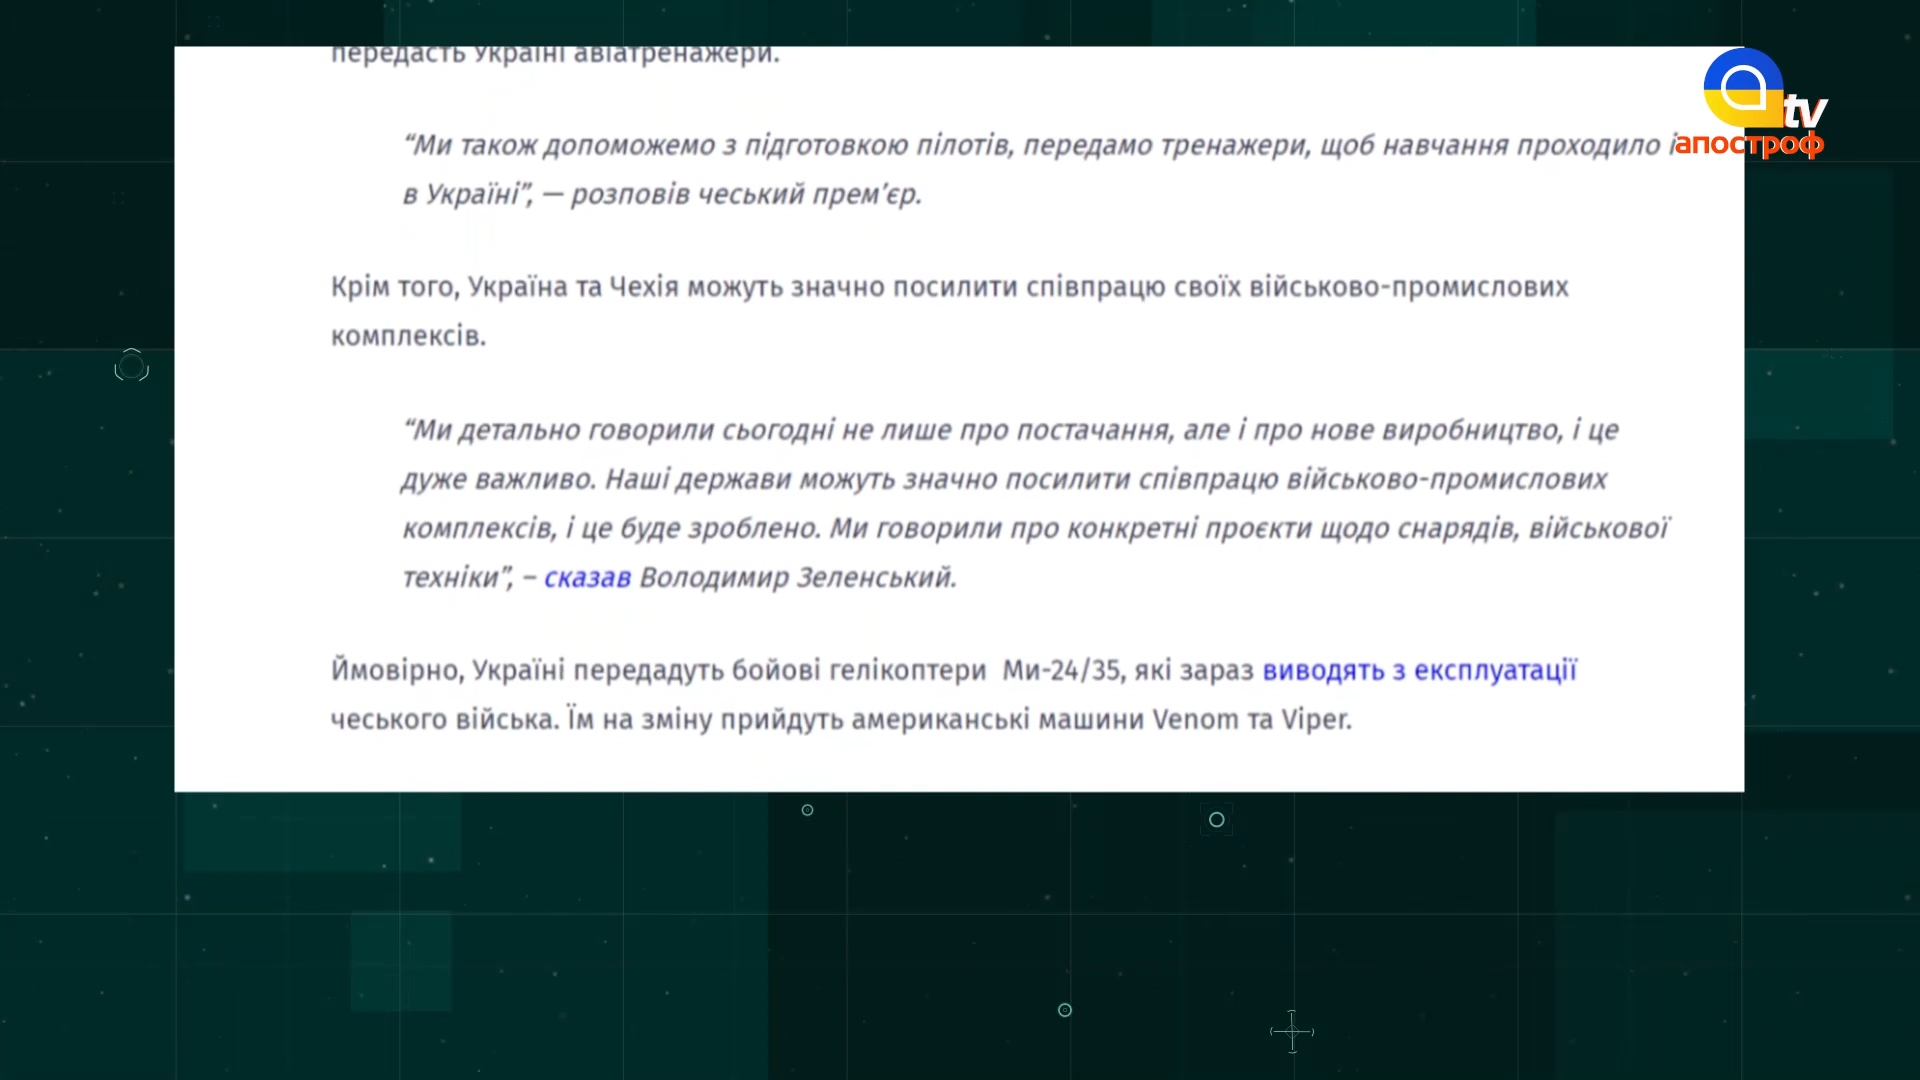 передасть Україні авіатренажери.
“Ми також допоможемо з підготовкою пілотів, передамо тренажери, щоб навчання проходило і
в Україні”, — розповів чеський прем’єр.
Крім того, Україна та Чехія можуть значно посилити співпрацю своїх військово-промислових
комплексів.
“Ми детально говорили сьогодні не лише про постачання, але і про нове виробництво, і це
дуже важливо. Наші держави можуть значно посилити співпрацю військово-промислових
комплексів, і це буде зроблено. Ми говорили про конкретні проєкти щодо снарядів, військової
техніки”, – сказав Володимир Зеленський.
Ймовірно, Україні передадуть бойові гелікоптери Ми-24/35, які зараз виводять з експлуатації
чеського війська. Їм на зміну прийдуть американські машини Venom та Viper.
tv
апостроф